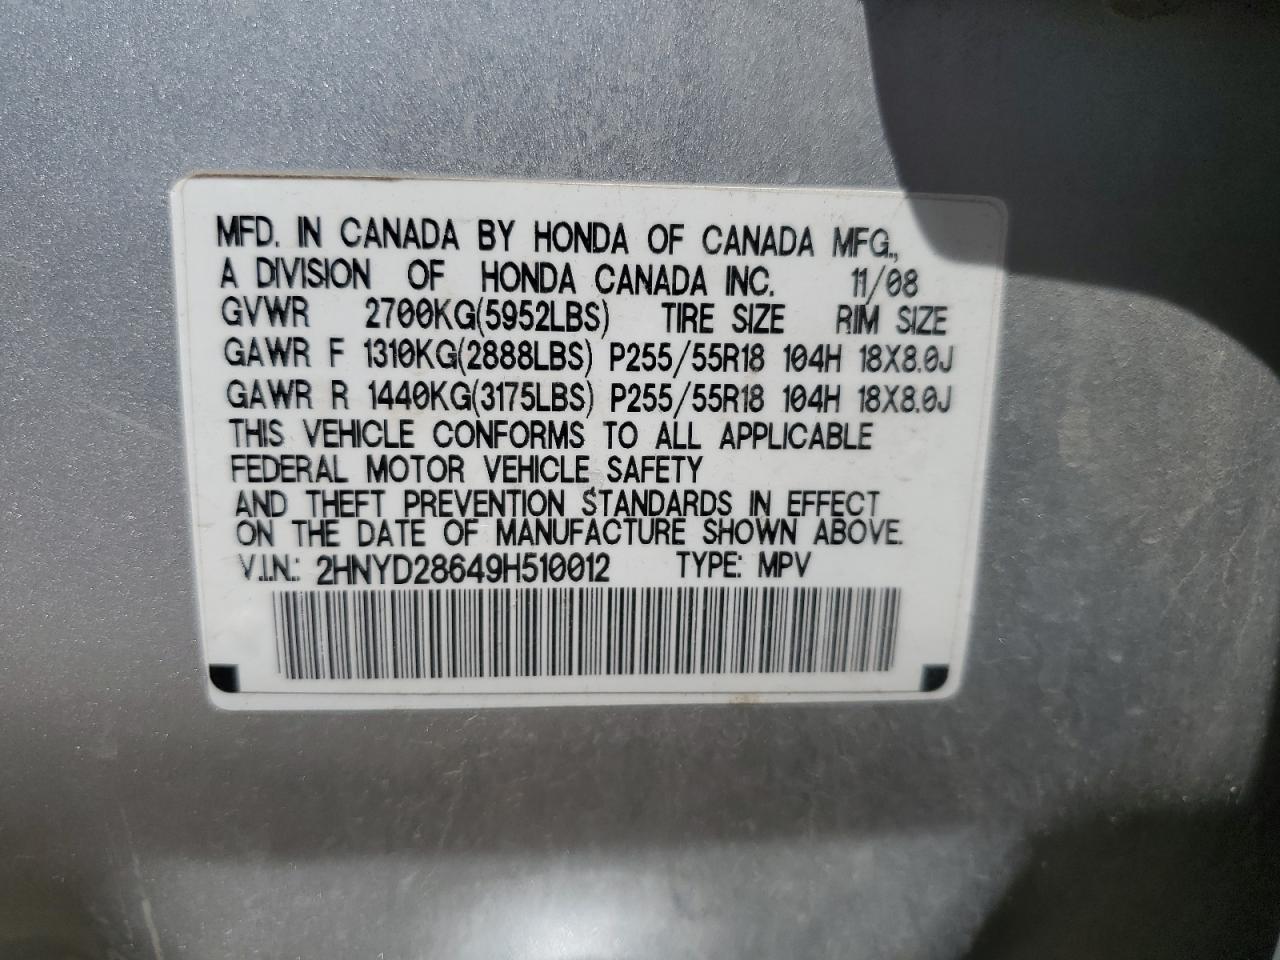 MFD. IN CANADA BY HONDA OF CANADA MFG.,
A DIVISION OF HONDA CANADA INC. 11/08
GVWR 2700KG(5952LBS) TIRE SIZE RIM SIZE
GAWR F 1310KG(2888LBS) P255/55R18 104H 18X8.0J
GAWR R 1440KG(3175LBS) P255/55R18 104H 18X8.0J
THIS VEHICLE CONFORMS TO ALL APPLICABLE
FEDERAL MOTOR VEHICLE SAFETY
AND THEFT PREVENTION STANDARDS IN EFFECT
ON THE DATE OF MANUFACTURE SHOWN ABOVE.
V.I.N.: 2HNYD28649H510012 TYPE: MPV